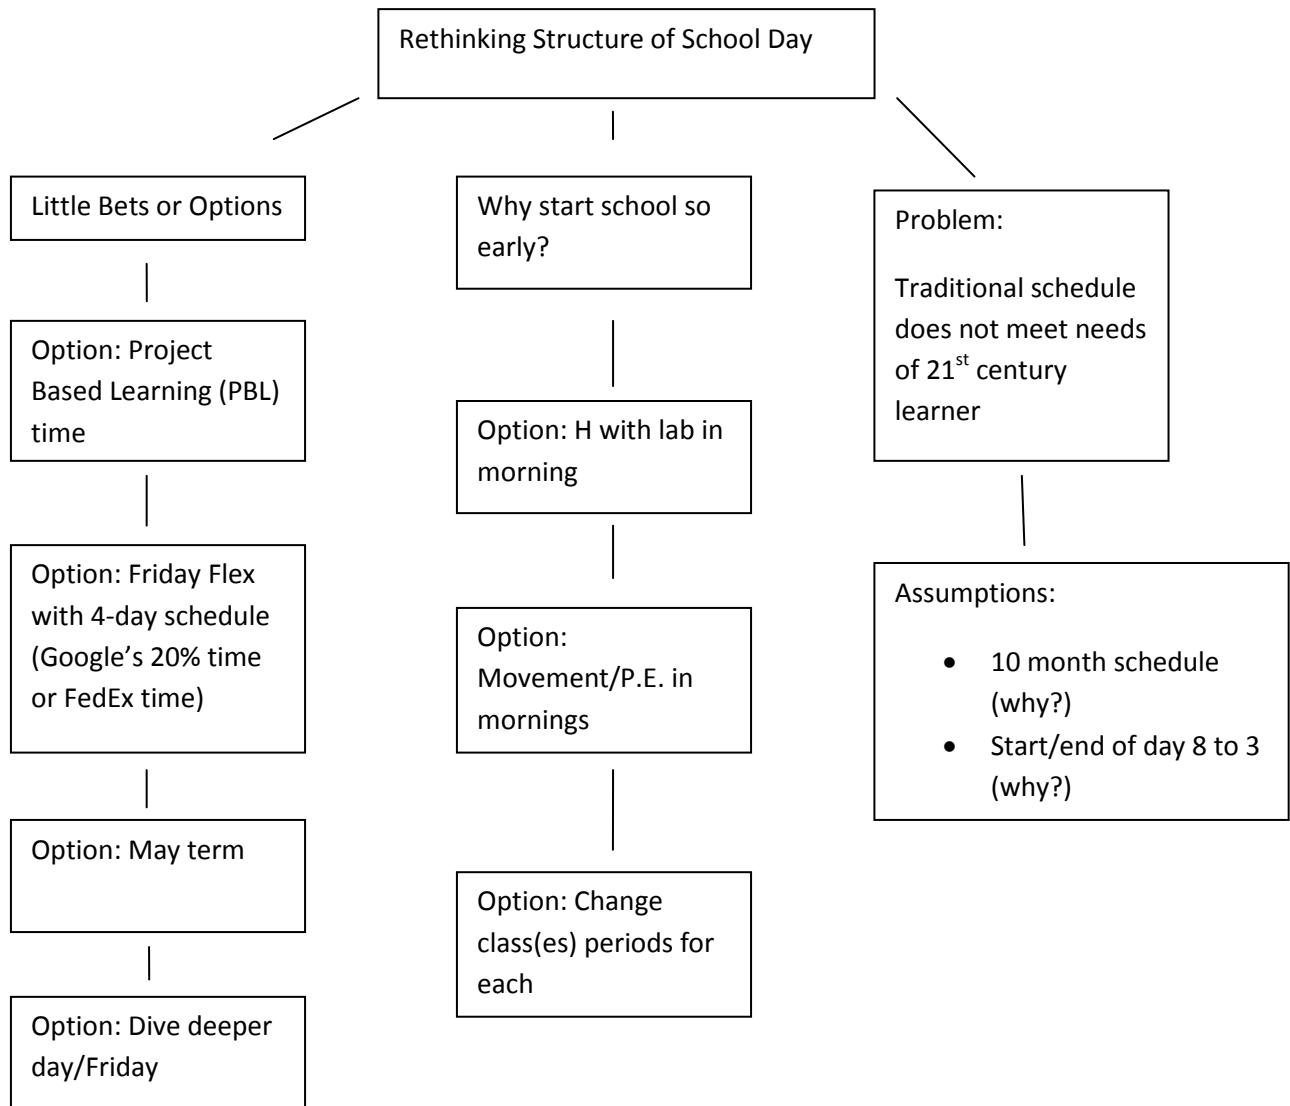 Rethinking Structure of School Day
Little Bets or Options
Option: Project
Based Learning (PBL)
time
Option: Friday Flex
with 4-day schedule
(Google’s 20% time
or FedEx time)
Option: May term
Option: Dive deeper
day/Friday
Why start school so
early?
Option: H with lab in
morning
Option:
Movement/P.E. in
mornings
Option: Change
class(es) periods for
each
Problem:
Traditional schedule
does not meet needs
of 21st century
learner
Assumptions:
• 10 month schedule
(why?)
• Start/end of day 8 to 3
(why?)